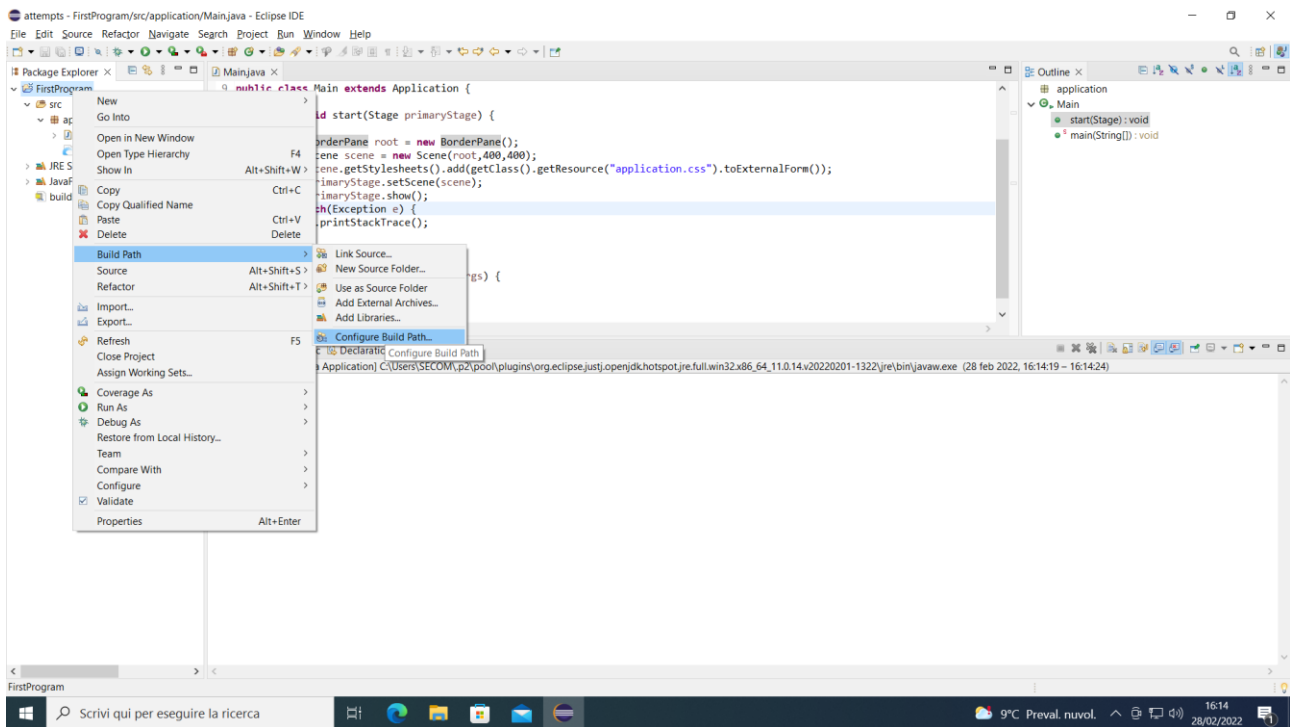 attempts - FirstProgram/src/application/Main.java - Eclipse IDE
File Edit Source Refactor Navigate Search Project Run Window Help
Package Explorer
FirstProgram
src
ap
JRE S
JavaF
build
New
Go Into
Open in New Window
Open Type Hierarchy F4
Show In Alt+Shift+W >
Copy Ctrl+C
Copy Qualified Name
Paste Ctrl+V
Delete Delete
Build Path
Source Alt+Shift+S >
Refactor Alt+Shift+T >
Import...
Export...
Refresh F5
Close Project
Assign Working Sets...
Coverage As
Run As
Debug As
Restore from Local History...
Team
Compare With
Configure
Validate
Properties Alt+Enter
Link Source...
New Source Folder...
Use as Source Folder
Add External Archives...
Add Libraries...
Configure Build Path...
Configure Build Path
Main.java
9 public class Main extends Application {
id start(Stage primaryStage) {
orderPane root = new BorderPane();
cene scene = new Scene(root,400,400);
cene.getStylesheets().add(getClass().getResource("application.css").toExternalForm());
rimaryStage.setScene(scene);
rimaryStage.show();
ch(Exception e) {
.printStackTrace();
rgs) {
Declaratic
a Application] C:\Users\SECOM\.p2\pool\plugins\org.eclipse.justj.openjdk.hotspot.jre.full.win32.x86_64_11.0.14.v20220201-1322\jre\bin\javaw.exe (28 feb 2022, 16:14:19 – 16:14:24)
Outline
application
Main
start(Stage) : void
main(String[]) : void
FirstProgram
Scrivi qui per eseguire la ricerca
9°C Preval. nuvol.
16:14
28/02/2022
1